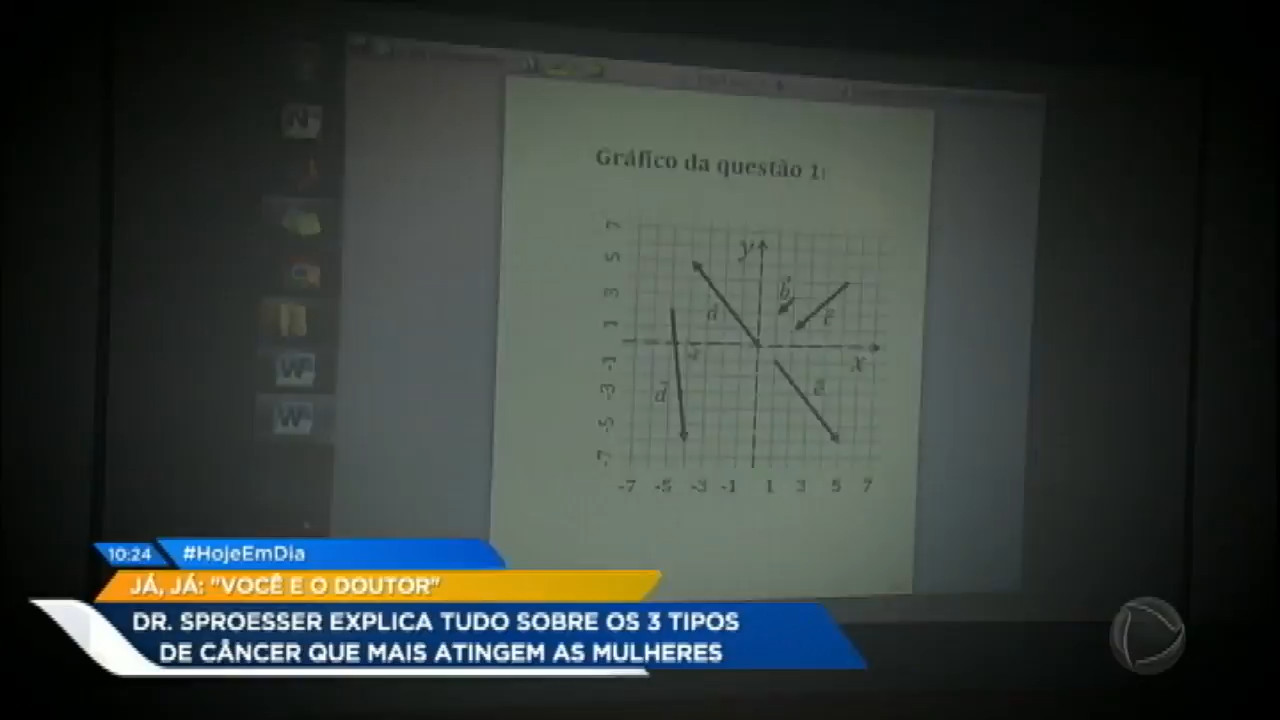 Gráfico da questão 1:
7
5
3
1
-1
-3
-5
-7
y
x
b
c
d
-7 -5 -3 -1 1 3 5 7
10:24 #HojeEmDia
JÁ, JÁ: "VOCÊ E O DOUTOR"
DR. SPROESSER EXPLICA TUDO SOBRE OS 3 TIPOS
DE CÂNCER QUE MAIS ATINGEM AS MULHERES